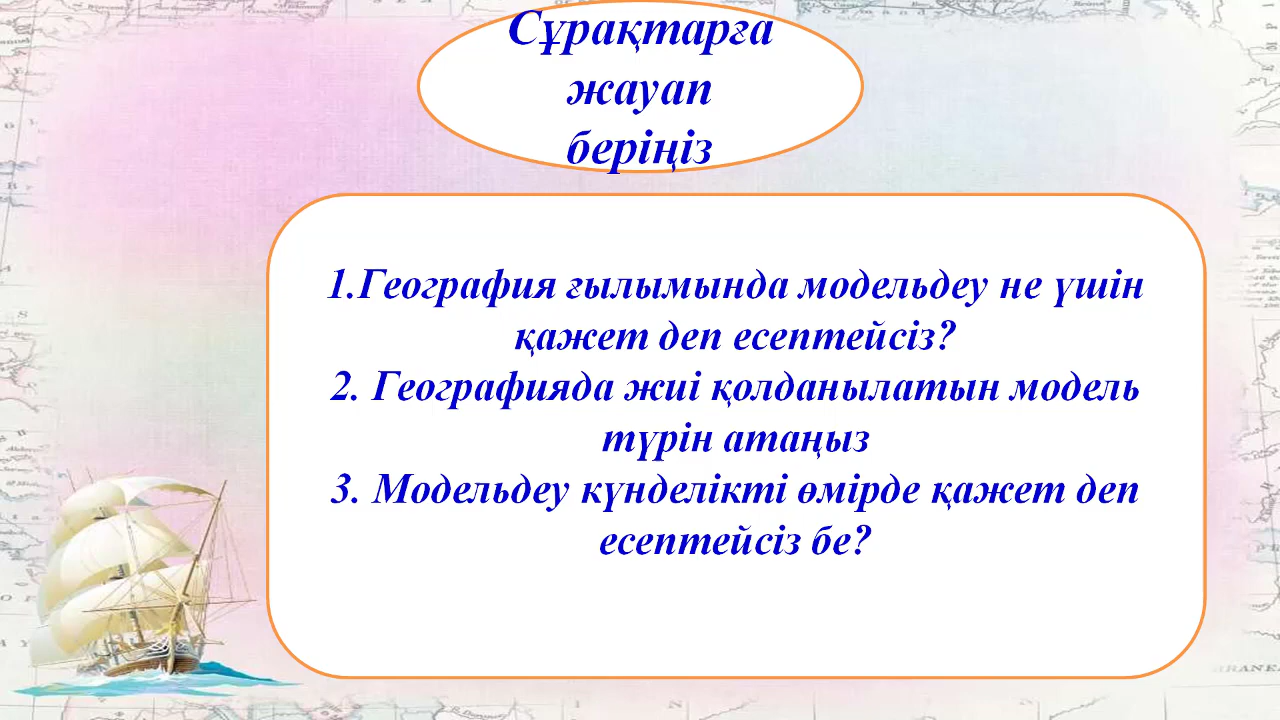 Сұрақтарға
жауап
беріңіз
1.География ғылымында модельдеу не үшін
қажет деп есептейсіз?
2. Географияда жиі қолданылатын модель
түрін атаңыз
3. Модельдеу күнделікті өмірде қажет деп
есептейсіз бе?